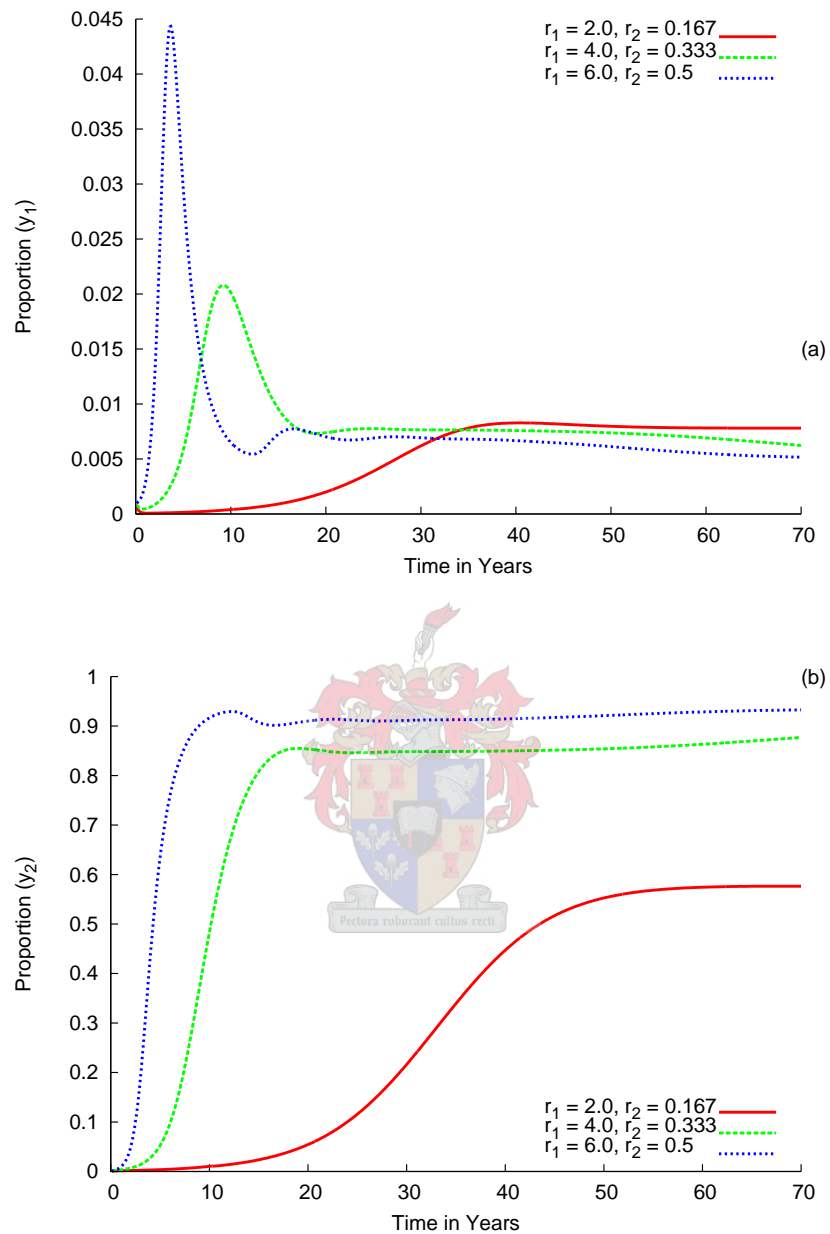 0.045
0.04
0.035
0.03
0.025
0.02
0.015
0.01
0.005
0
Proportion (y₁)
r₁ = 2.0, r₂ = 0.167
r₁ = 4.0, r₂ = 0.333
r₁ = 6.0, r₂ = 0.5
(a)
0 10 20 30 40 50 60 70
Time in Years
1
0.9
0.8
0.7
0.6
0.5
0.4
0.3
0.2
0.1
0
Proportion (y₂)
(b)
Pectora roborant cultus recti
r₁ = 2.0, r₂ = 0.167
r₁ = 4.0, r₂ = 0.333
r₁ = 6.0, r₂ = 0.5
0 10 20 30 40 50 60 70
Time in Years